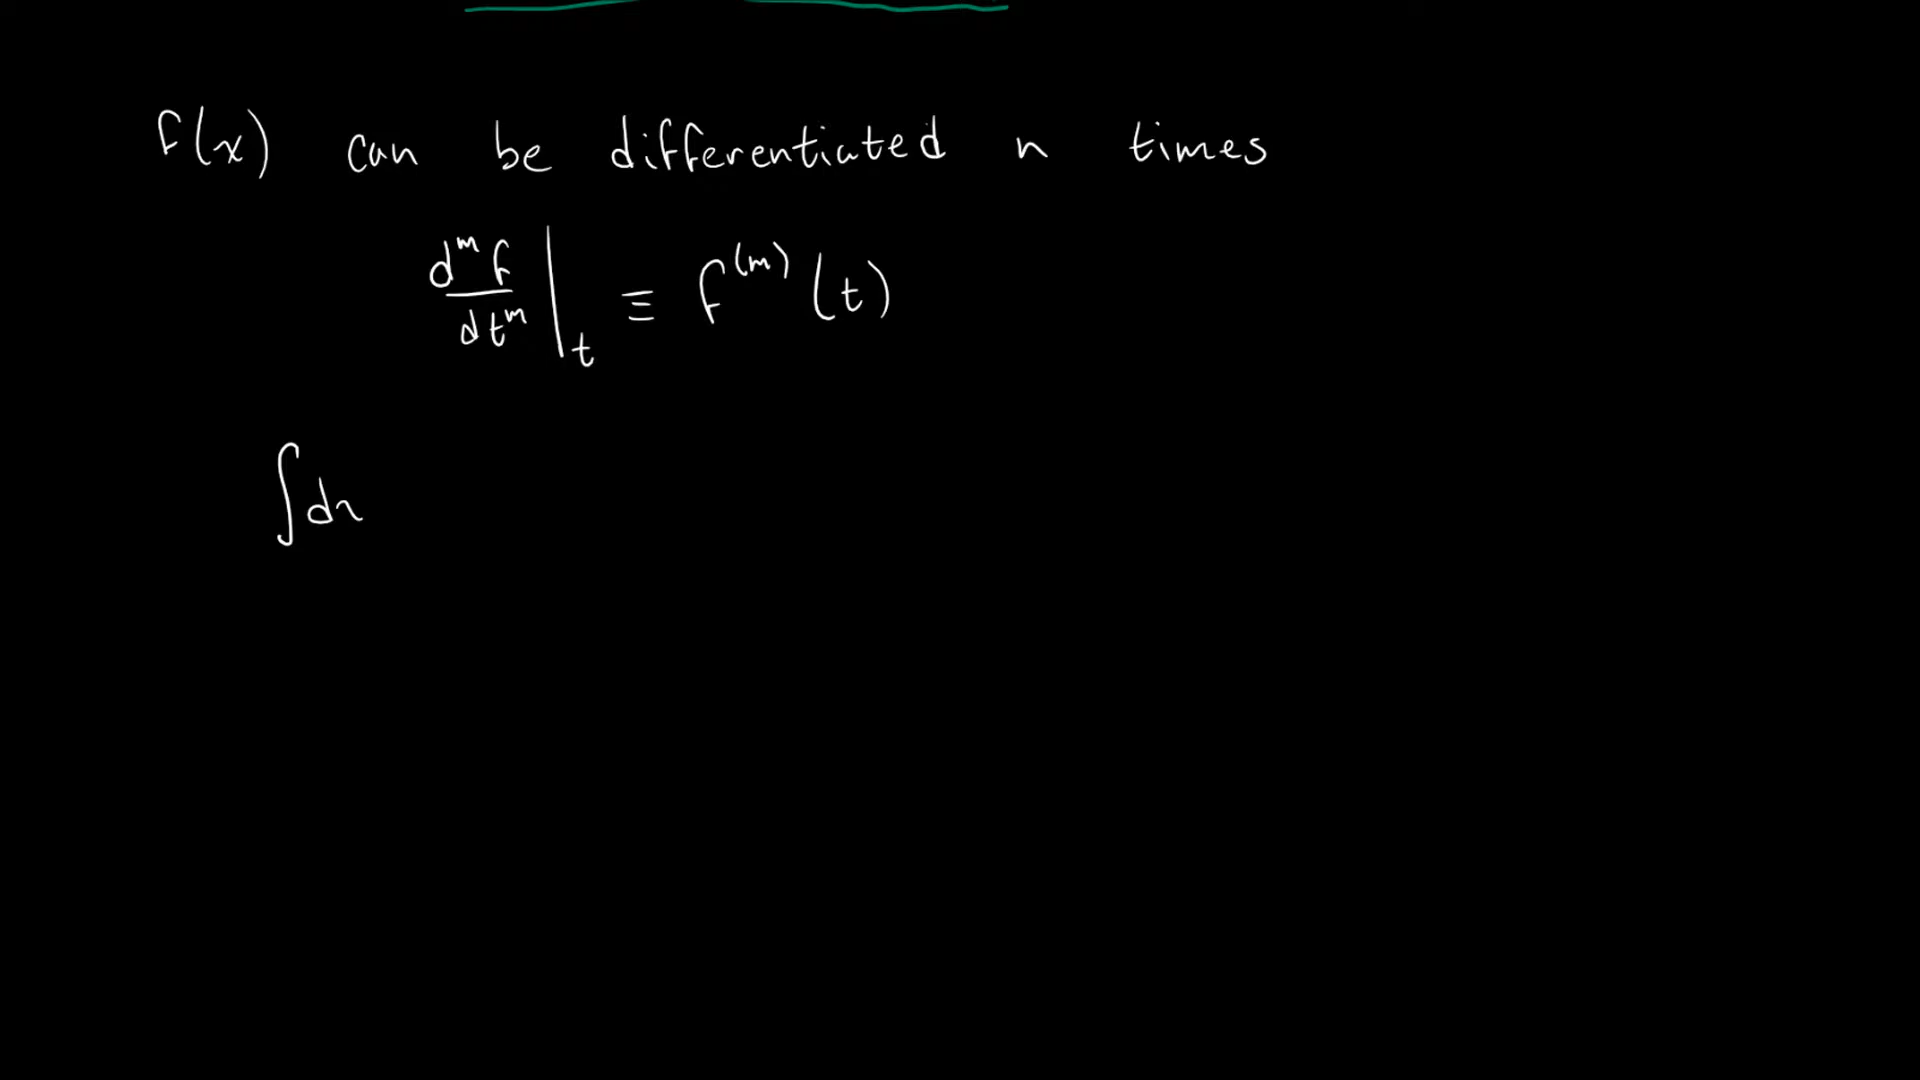 f(x) can be differentiated n times
d^m f / dt^m |_t ≡ f^(m) (t)
∫ dx